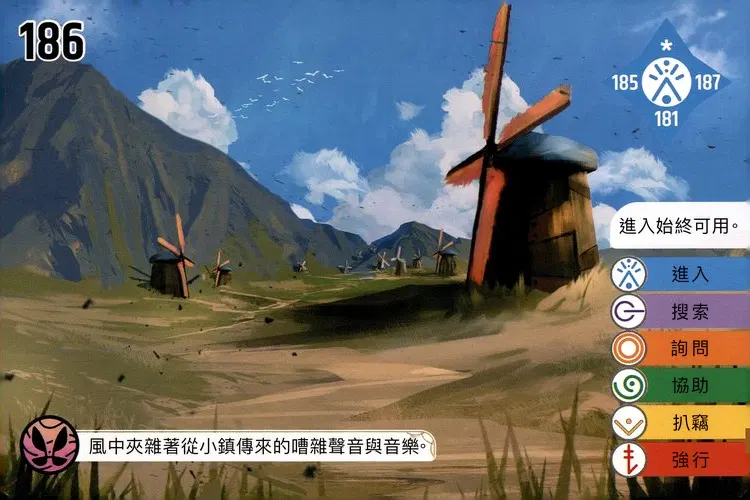 186
*
185
187
181
進入始終可用。
進入
搜索
詢問
協助
扒竊
強行
風中夾雜著從小鎮傳來的嘈雜聲音與音樂。